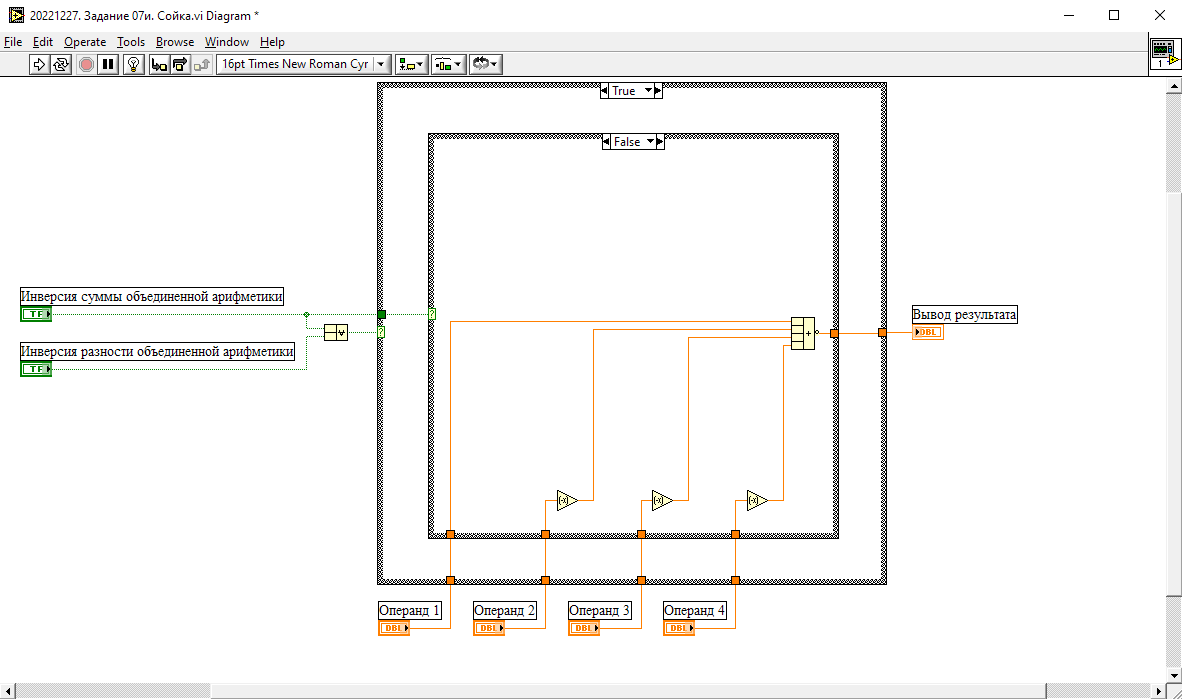 20221227. Задание 07и. Сойка.vi Diagram *
File Edit Operate Tools Browse Window Help
16pt Times New Roman Cyr
1
True
False
Инверсия суммы объединенной арифметики
TF
?
?
Инверсия разности объединенной арифметики
TF
Вывод результата
DBL
Операнд 1 Операнд 2 Операнд 3 Операнд 4
DBL DBL DBL DBL